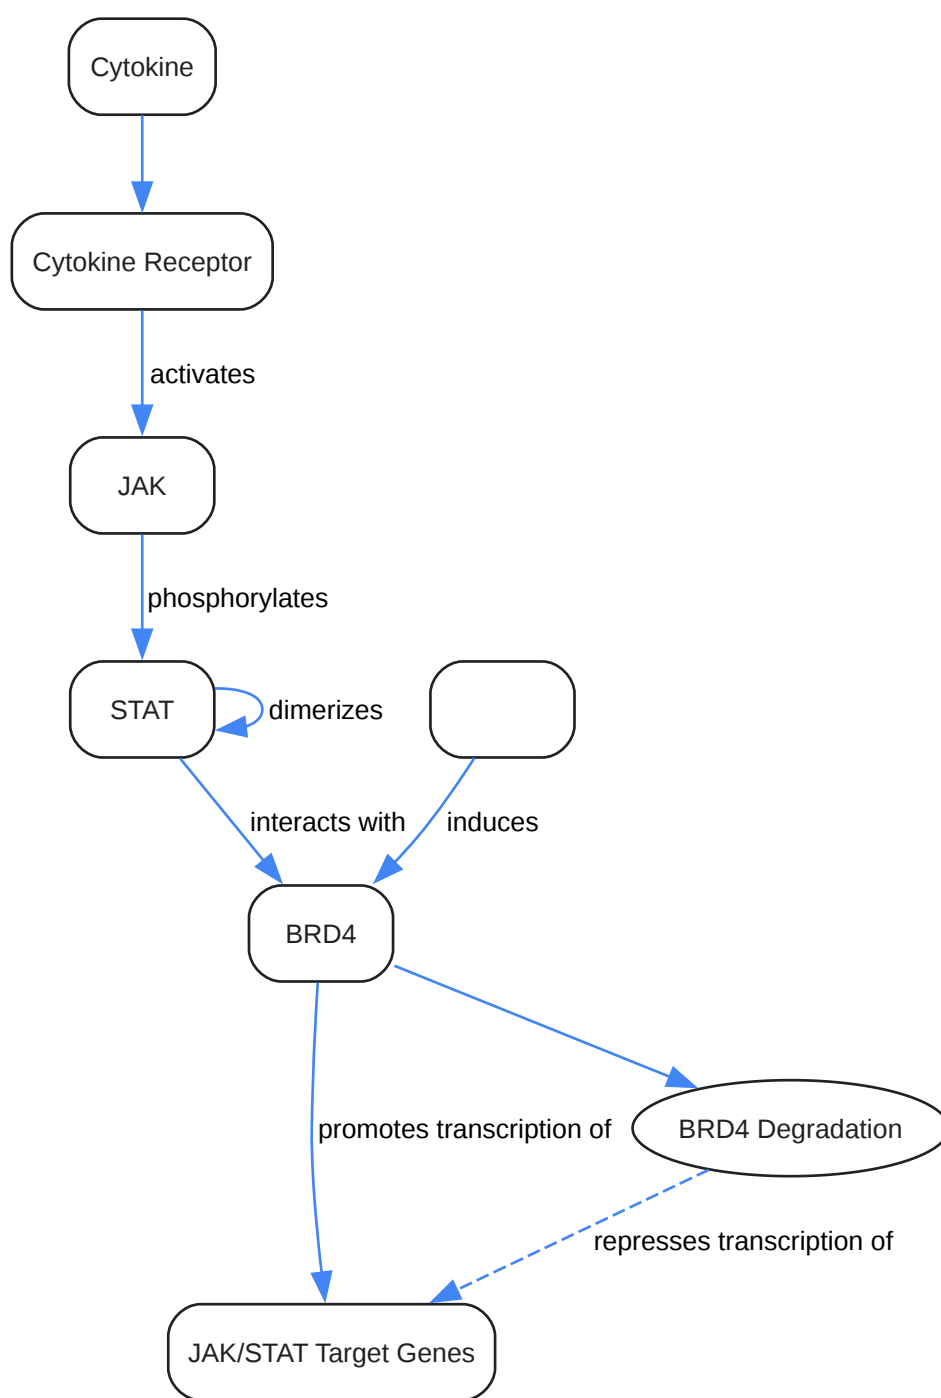 Cytokine
Cytokine Receptor
activates
JAK
phosphorylates
STAT
dimerizes
interacts with
induces
BRD4
promotes transcription of
BRD4 Degradation
represses transcription of
JAK/STAT Target Genes